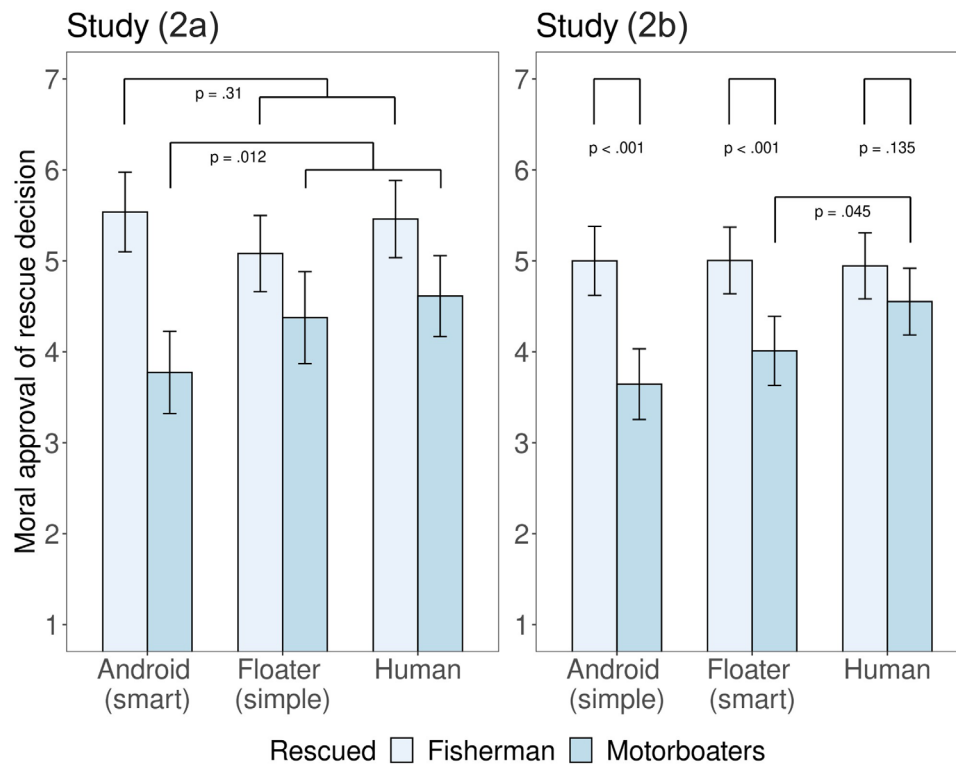 Study (2a)
Study (2b)
Moral approval of rescue decision
7
6
5
4
3
2
1
p = .31
p = .012
7
6
5
4
3
2
1
p < .001
p < .001
p = .135
p = .045
Android
(smart)
Floater
(simple)
Human
Android
(simple)
Floater
(smart)
Human
Rescued Fisherman Motorboaters